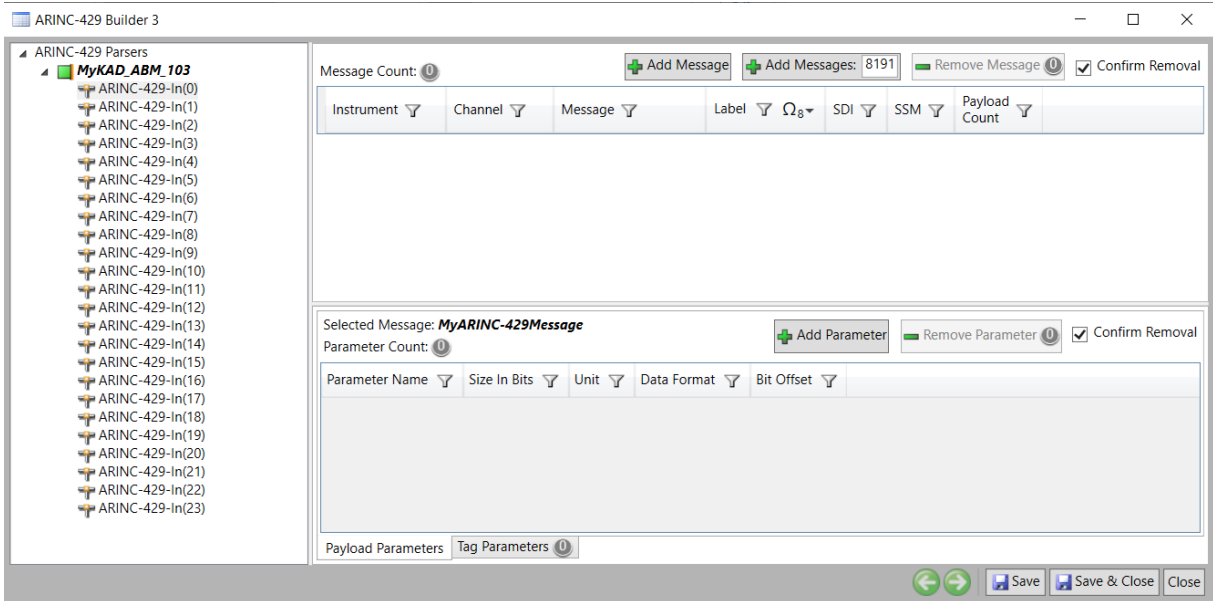 ARINC-429 Builder 3
ARINC-429 Parsers
MyKAD_ABM_103
ARINC-429-In(0)
ARINC-429-In(1)
ARINC-429-In(2)
ARINC-429-In(3)
ARINC-429-In(4)
ARINC-429-In(5)
ARINC-429-In(6)
ARINC-429-In(7)
ARINC-429-In(8)
ARINC-429-In(9)
ARINC-429-In(10)
ARINC-429-In(11)
ARINC-429-In(12)
ARINC-429-In(13)
ARINC-429-In(14)
ARINC-429-In(15)
ARINC-429-In(16)
ARINC-429-In(17)
ARINC-429-In(18)
ARINC-429-In(19)
ARINC-429-In(20)
ARINC-429-In(21)
ARINC-429-In(22)
ARINC-429-In(23)
Message Count: 0 Add Message Add Messages: 8191 Remove Message 0 Confirm Removal
Instrument Channel Message Label Ω8 SDI SSM Payload Count
Selected Message: MyARINC-429Message
Parameter Count: 0 Add Parameter Remove Parameter 0 Confirm Removal
Parameter Name Size In Bits Unit Data Format Bit Offset
Payload Parameters Tag Parameters 0
Save Save & Close Close